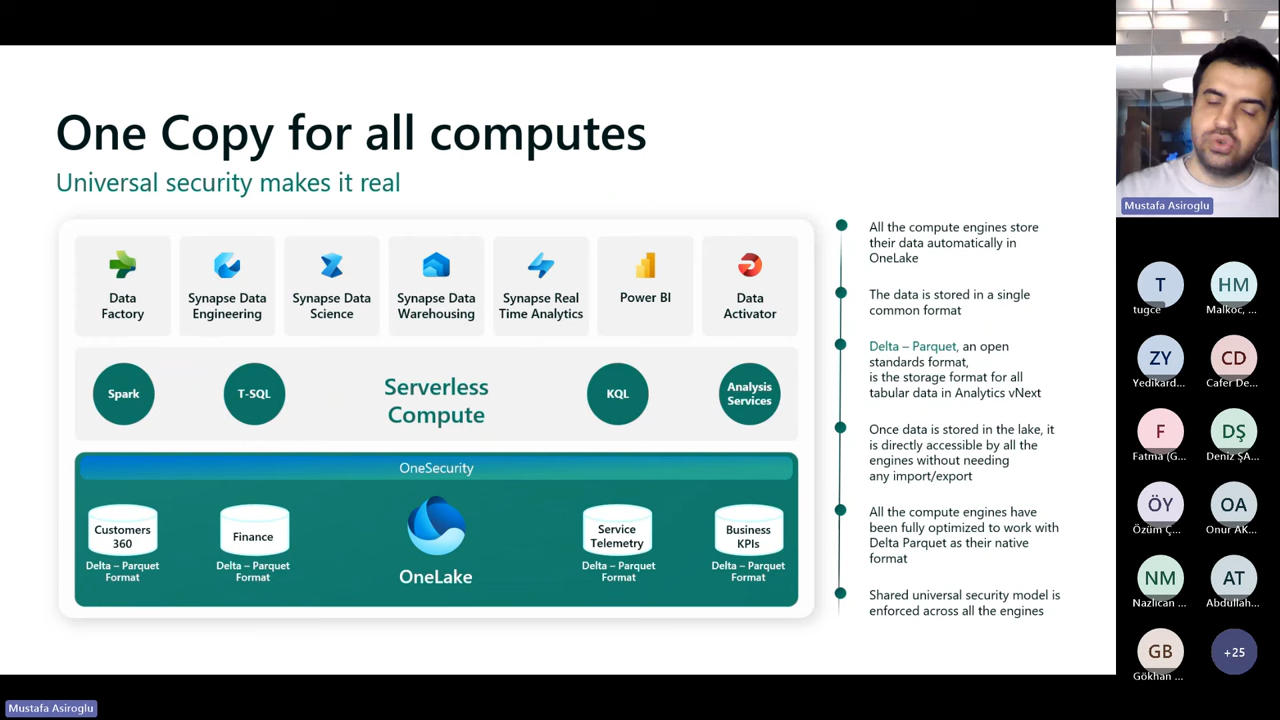 One Copy for all computes
Universal security makes it real
Data
Factory
Synapse Data
Engineering
Synapse Data
Science
Synapse Data
Warehousing
Synapse Real
Time Analytics
Power BI
Data
Activator
Spark
T-SQL
Serverless
Compute
KQL
Analysis
Services
OneSecurity
Customers
360
Delta – Parquet
Format
Finance
Delta – Parquet
Format
OneLake
Service
Telemetry
Delta – Parquet
Format
Business
KPIs
Delta – Parquet
Format
All the compute engines store
their data automatically in
OneLake
The data is stored in a single
common format
Delta – Parquet, an open
standards format,
is the storage format for all
tabular data in Analytics vNext
Once data is stored in the lake, it
is directly accessible by all the
engines without needing
any import/export
All the compute engines have
been fully optimized to work with
Delta Parquet as their native
format
Shared universal security model is
enforced across all the engines
Mustafa Asiroglu
T
tugce
HM
Malkoc, ...
ZY
Yedikard...
CD
Cafer De...
F
Fatma (G...
DŞ
Deniz ŞA...
ÖY
Özüm Ç...
OA
Onur AK...
NM
Nazlıcan ...
AT
Abdullah...
GB
Gökhan ...
+25
Mustafa Asiroglu